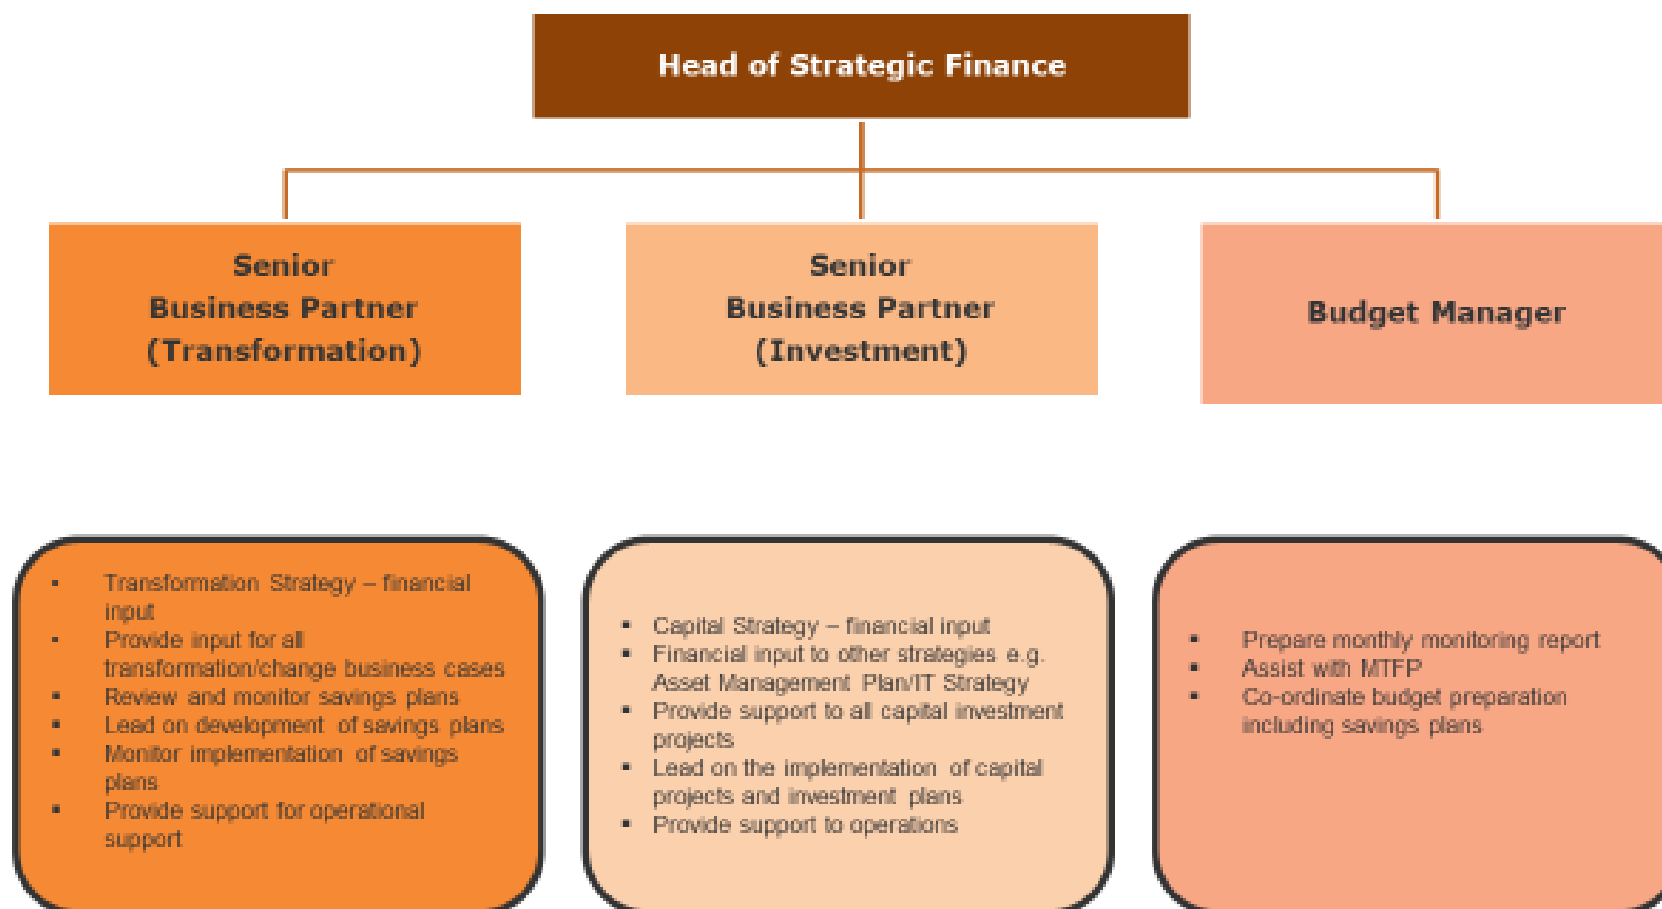 Head of Strategic Finance
Senior
Business Partner
(Transformation)
Senior
Business Partner
(Investment)
Budget Manager
▪ Transformation Strategy – financial
input
▪ Provide input for all
transformation/change business cases
▪ Review and monitor savings plans
▪ Lead on development of savings plans
▪ Monitor implementation of savings
plans
▪ Provide support for operational
support
▪ Capital Strategy – financial input
▪ Financial input to other strategies e.g.
Asset Management Plan/IT Strategy
▪ Provide support to all capital investment
projects
▪ Lead on the implementation of capital
projects and investment plans
▪ Provide support to operations
▪ Prepare monthly monitoring report
▪ Assist with MTFP
▪ Co-ordinate budget preparation
including savings plans